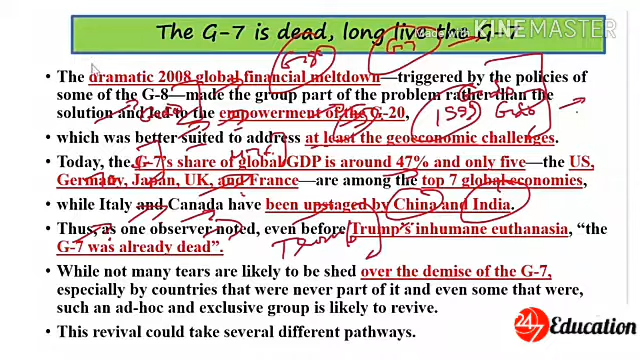 The G-7 is dead, long live the G-7
Made with KINEMASTER
• The dramatic 2008 global financial meltdown—triggered by the policies
of some of the G-8—made the group part of the problem rather than the
solution and led to the empowerment of the G-20,
which was better suited to address at least the geoeconomic challenges.
• Today, the G-7's share of global GDP is around 47% and only five—the US,
Germany, Japan, UK, and France—are among the top 7 global economies,
while Italy and Canada have been upstaged by China and India.
• Thus, as one observer noted, even before Trump's inhumane euthanasia, "the
G-7 was already dead".
• While not many tears are likely to be shed over the demise of the G-7,
especially by countries that were never part of it and even some that were,
such an ad-hoc and exclusive group is likely to revive.
• This revival could take several different pathways.
G7
1999
24/7 Education